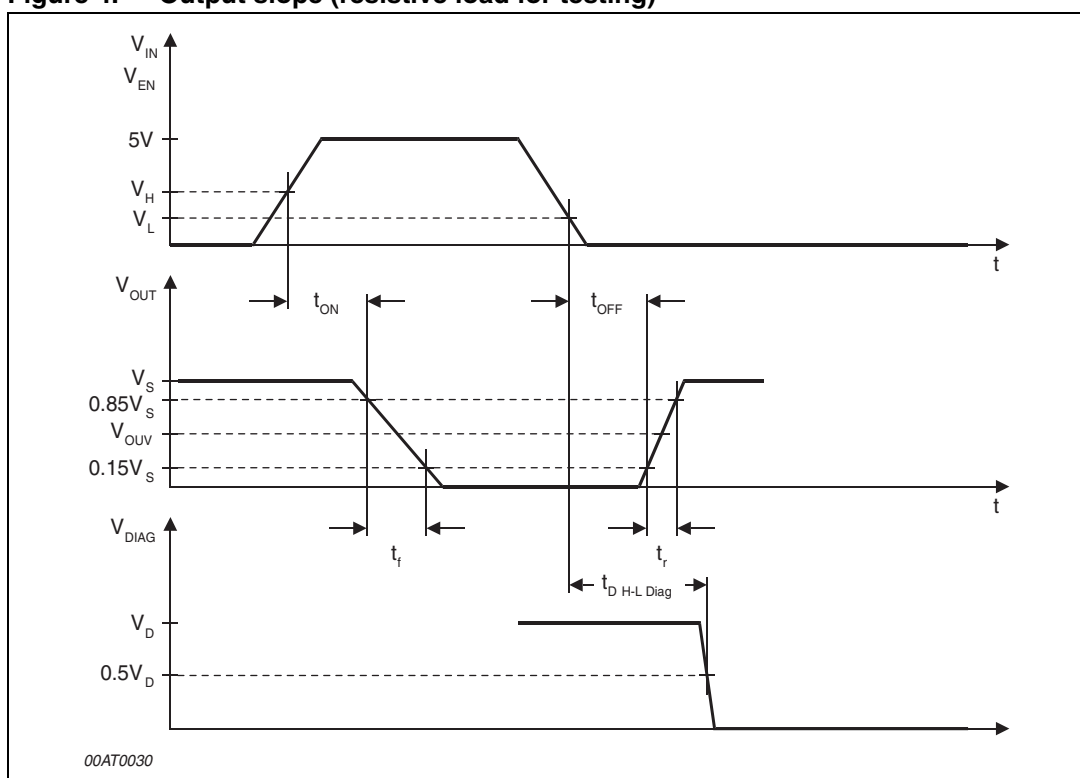 Figure 4. Output slope (resistive load for testing)
V_IN
V_EN
5V
V_H
V_L
t
V_OUT
t_ON
t_OFF
V_S
0.85V_S
V_OUV
0.15V_S
t
V_DIAG
t_f
t_r
t_D H-L Diag
V_D
0.5V_D
00AT0030